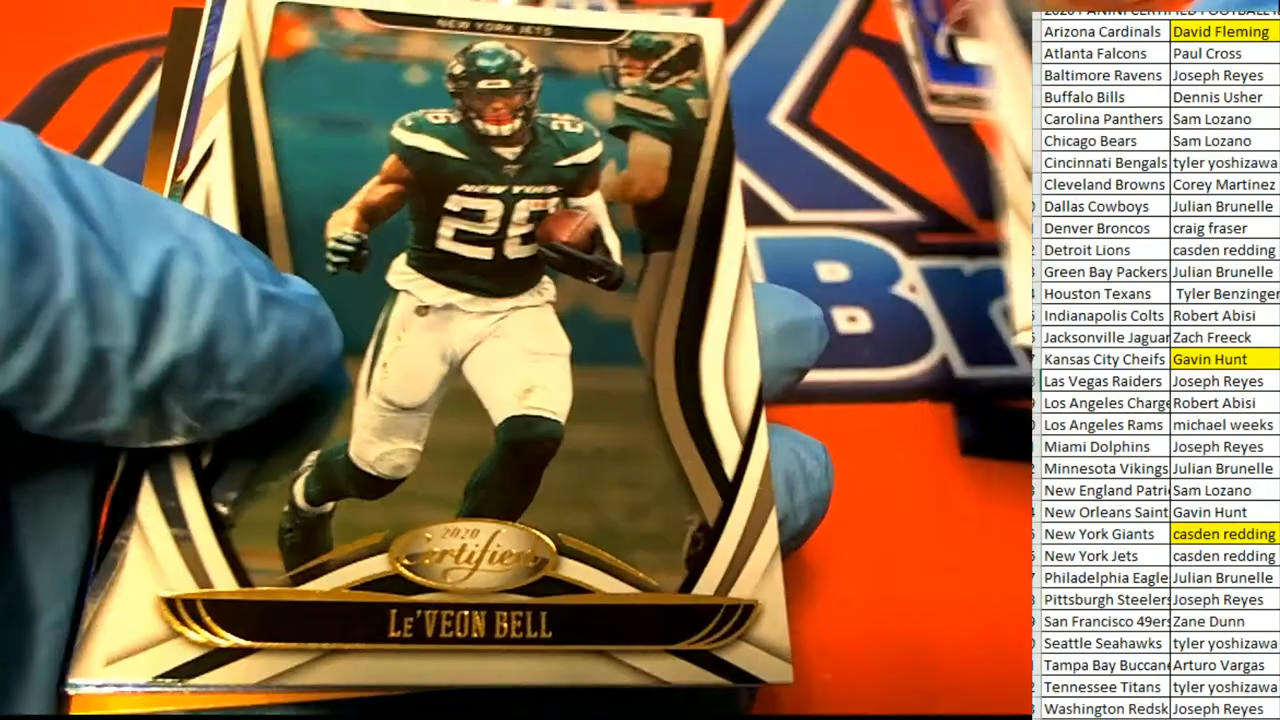 NEW YORK JETS
26
NEW YORK
26
2020
Certified
LE'VEON BELL
Br
2020 PANINI CERTIFIED FOOTBALL
Arizona Cardinals David Fleming
Atlanta Falcons Paul Cross
Baltimore Ravens Joseph Reyes
Buffalo Bills Dennis Usher
Carolina Panthers Sam Lozano
Chicago Bears Sam Lozano
Cincinnati Bengals tyler yoshizawa
Cleveland Browns Corey Martinez
Dallas Cowboys Julian Brunelle
Denver Broncos craig fraser
Detroit Lions casden redding
Green Bay Packers Julian Brunelle
Houston Texans Tyler Benzinger
Indianapolis Colts Robert Abisi
Jacksonville Jaguar Zach Freeck
Kansas City Cheifs Gavin Hunt
Las Vegas Raiders Joseph Reyes
Los Angeles Charge Robert Abisi
Los Angeles Rams michael weeks
Miami Dolphins Joseph Reyes
Minnesota Vikings Julian Brunelle
New England Patri Sam Lozano
New Orleans Saint Gavin Hunt
New York Giants casden redding
New York Jets casden redding
Philadelphia Eagle Julian Brunelle
Pittsburgh Steelers Joseph Reyes
San Francisco 49ers Zane Dunn
Seattle Seahawks tyler yoshizawa
Tampa Bay Buccane Arturo Vargas
Tennessee Titans tyler yoshizawa
Washington Redsk Joseph Reyes